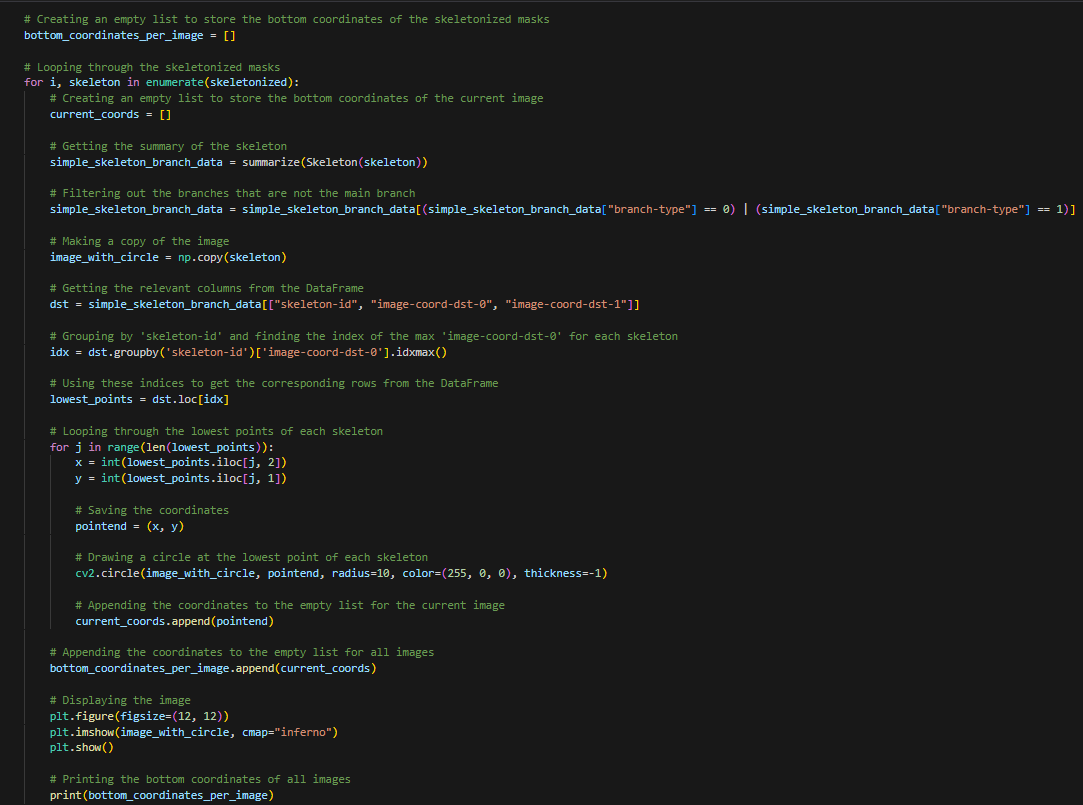 # Creating an empty list to store the bottom coordinates of the skeletonized masks
bottom_coordinates_per_image = []

# Looping through the skeletonized masks
for i, skeleton in enumerate(skeletonized):
    # Creating an empty list to store the bottom coordinates of the current image
    current_coords = []

    # Getting the summary of the skeleton
    simple_skeleton_branch_data = summarize(Skeleton(skeleton))

    # Filtering out the branches that are not the main branch
    simple_skeleton_branch_data = simple_skeleton_branch_data[(simple_skeleton_branch_data["branch-type"] == 0) | (simple_skeleton_branch_data["branch-type"] == 1)]

    # Making a copy of the image
    image_with_circle = np.copy(skeleton)

    # Getting the relevant columns from the DataFrame
    dst = simple_skeleton_branch_data[["skeleton-id", "image-coord-dst-0", "image-coord-dst-1"]]

    # Grouping by 'skeleton-id' and finding the index of the max 'image-coord-dst-0' for each skeleton
    idx = dst.groupby('skeleton-id')['image-coord-dst-0'].idxmax()

    # Using these indices to get the corresponding rows from the DataFrame
    lowest_points = dst.loc[idx]

    # Looping through the lowest points of each skeleton
    for j in range(len(lowest_points)):
        x = int(lowest_points.iloc[j, 2])
        y = int(lowest_points.iloc[j, 1])

        # Saving the coordinates
        pointend = (x, y)

        # Drawing a circle at the lowest point of each skeleton
        cv2.circle(image_with_circle, pointend, radius=10, color=(255, 0, 0), thickness=-1)

        # Appending the coordinates to the empty list for the current image
        current_coords.append(pointend)

    # Appending the coordinates to the empty list for all images
    bottom_coordinates_per_image.append(current_coords)

    # Displaying the image
    plt.figure(figsize=(12, 12))
    plt.imshow(image_with_circle, cmap="inferno")
    plt.show()

    # Printing the bottom coordinates of all images
    print(bottom_coordinates_per_image)